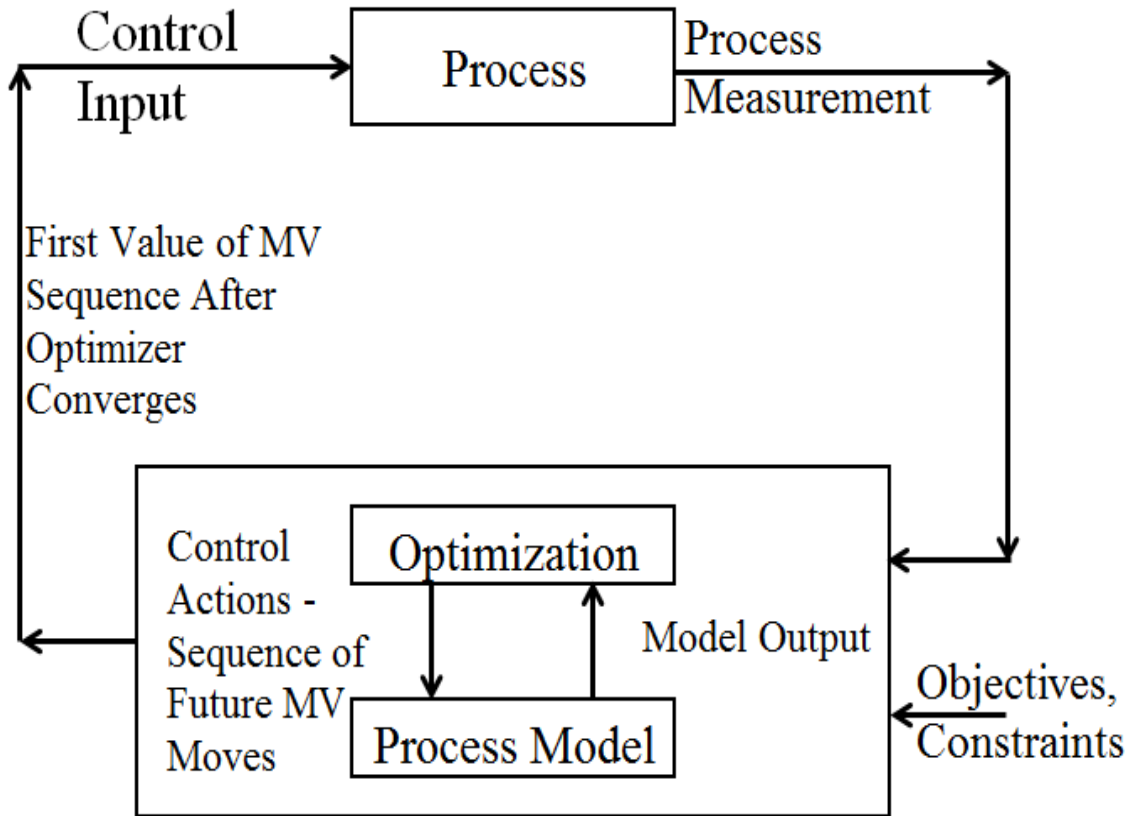 Control
Input
Process
Process
Measurement
First Value of MV
Sequence After
Optimizer
Converges
Control
Actions -
Sequence of
Future MV
Moves
Optimization
Model Output
Process Model
Objectives,
Constraints